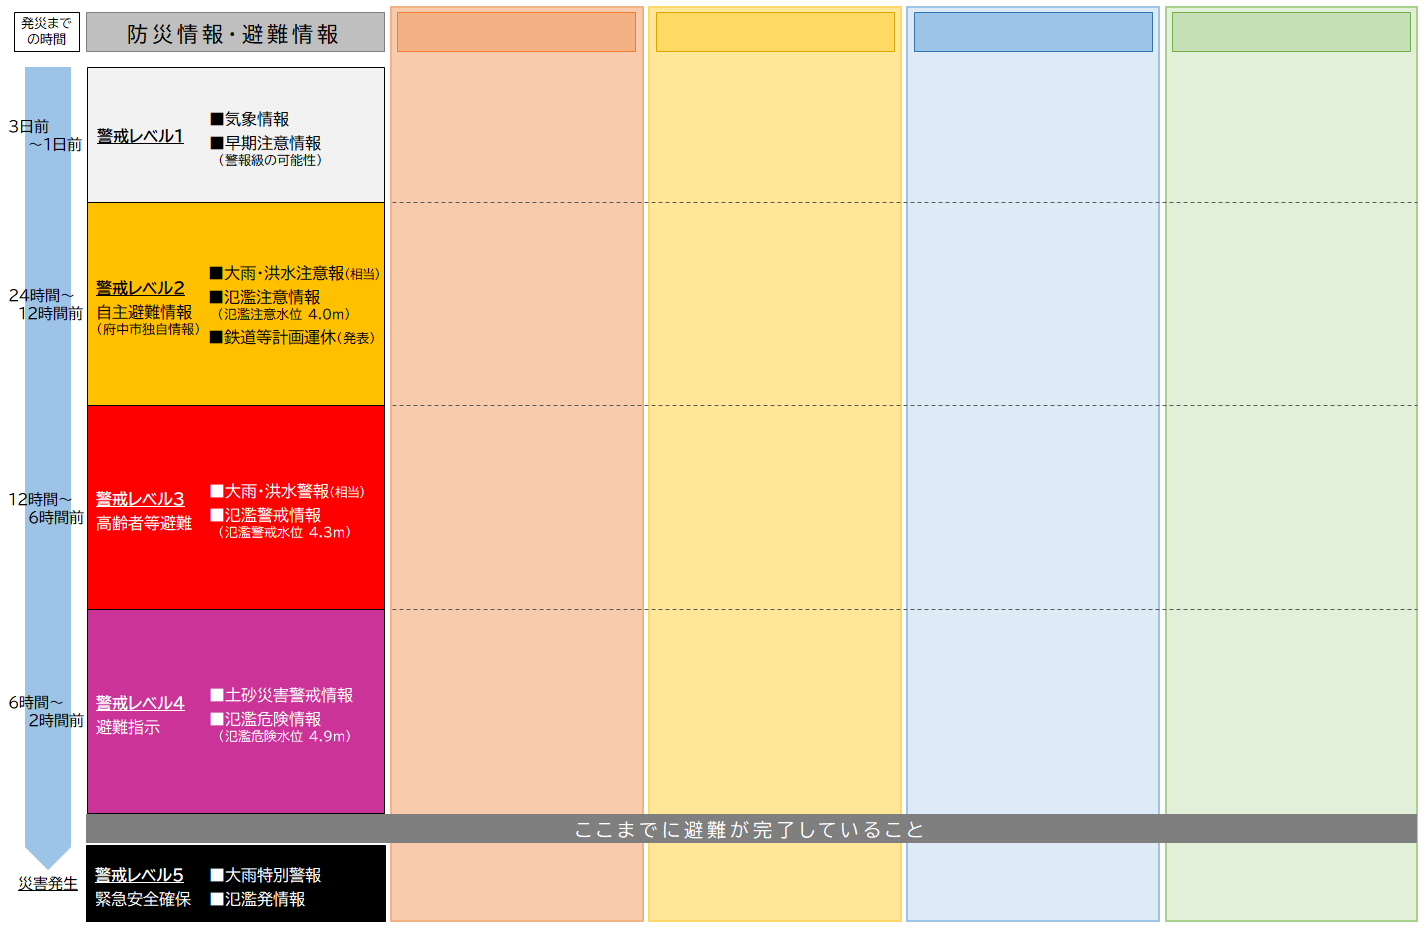 発災まで
の時間
防災情報・避難情報
3日前
～1日前
警戒レベル1
■気象情報
■早期注意情報
（警報級の可能性）
24時間～
12時間前
警戒レベル2
自主避難情報
（府中市独自情報）
■大雨・洪水注意報（相当）
■氾濫注意情報
（氾濫注意水位 4.0m）
■鉄道等計画運休（発表）
12時間～
6時間前
警戒レベル3
高齢者等避難
■大雨・洪水警報（相当）
■氾濫警戒情報
（氾濫警戒水位 4.3m）
6時間～
2時間前
警戒レベル4
避難指示
■土砂災害警戒情報
■氾濫危険情報
（氾濫危険水位 4.9m）
ここまでに避難が完了していること
災害発生
警戒レベル5
緊急安全確保
■大雨特別警報
■氾濫発情報